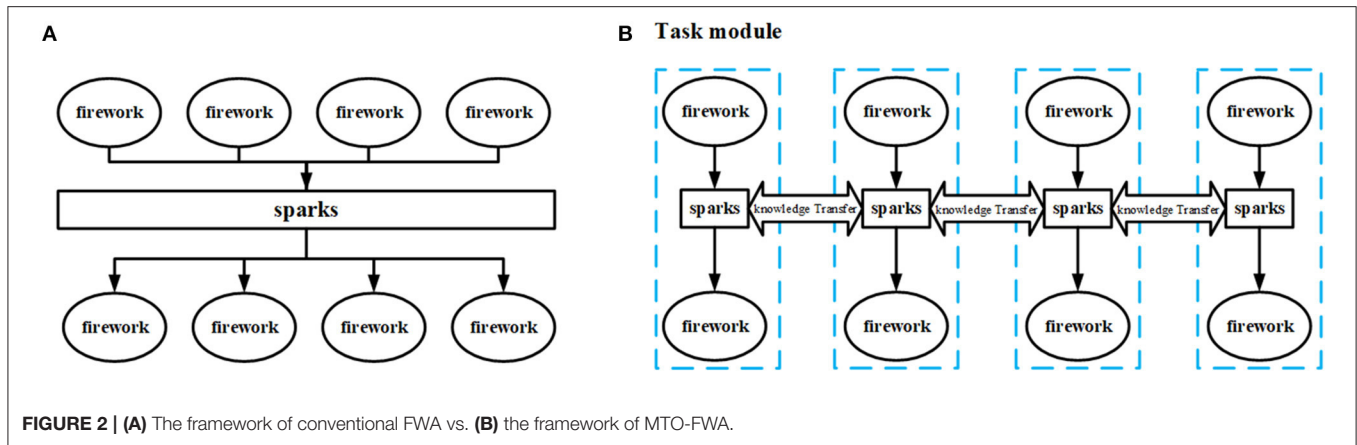 A
firework firework firework firework
sparks
firework firework firework firework
B Task module
firework firework firework firework
sparks knowledge Transfer sparks knowledge Transfer sparks knowledge Transfer sparks
firework firework firework firework
FIGURE 2 | (A) The framework of conventional FWA vs. (B) the framework of MTO-FWA.